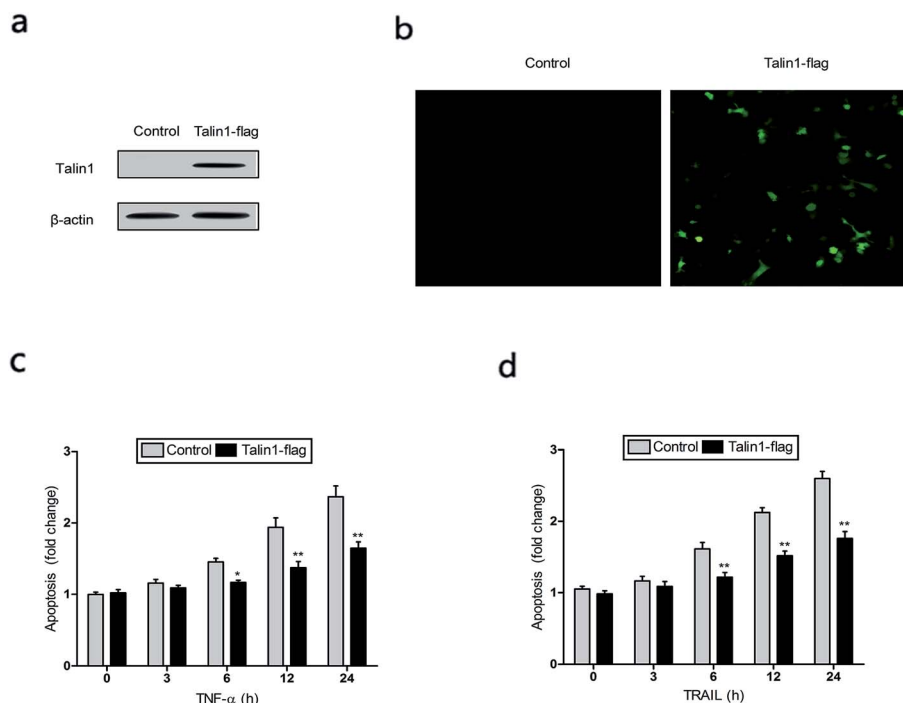 a
Control Talin1-flag
Talin1
β-actin
b
Control Talin1-flag
c
Control Talin1-flag
Apoptosis (fold change)
3
2
1
0
*
**
**
0 3 6 12 24
TNF-α (h)
d
Control Talin1-flag
Apoptosis (fold change)
3
2
1
0
**
**
**
0 3 6 12 24
TRAIL (h)